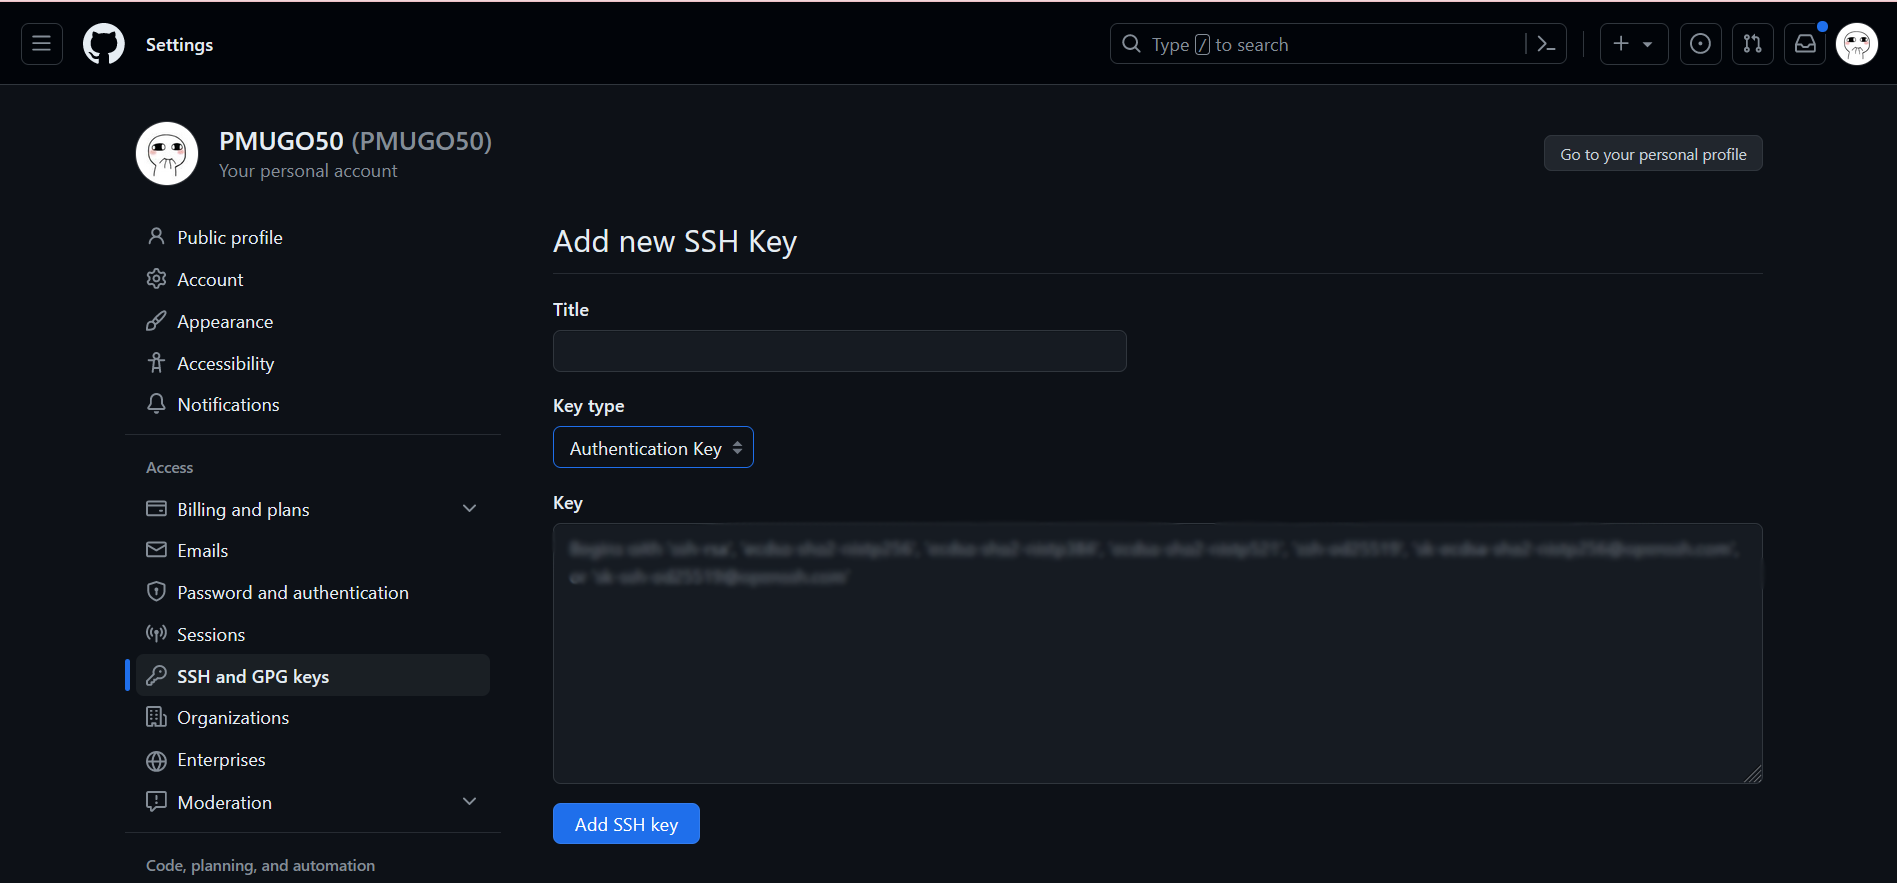 Settings
Type / to search
PMUGO50 (PMUGO50)
Your personal account
Go to your personal profile
Public profile
Account
Appearance
Accessibility
Notifications
Access
Billing and plans
Emails
Password and authentication
Sessions
SSH and GPG keys
Organizations
Enterprises
Moderation
Code, planning, and automation
Add new SSH Key
Title
Key type
Authentication Key
Key
Add SSH key